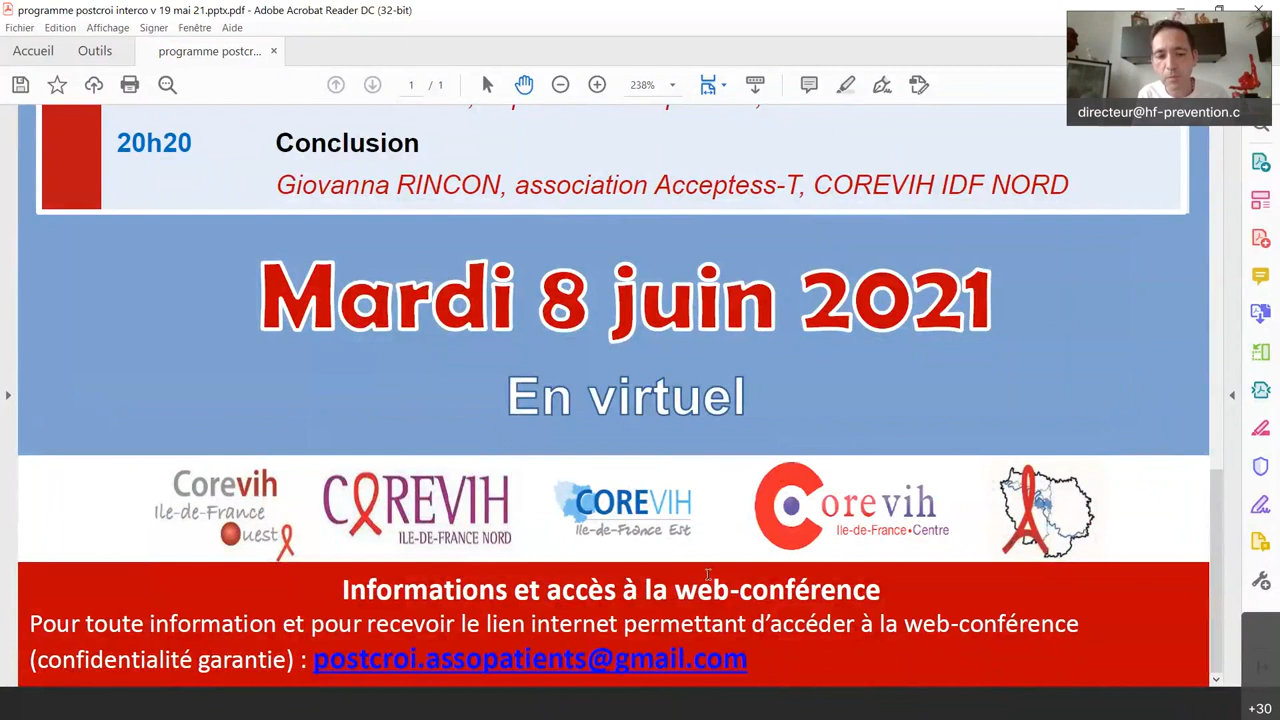 programme postcroi interco v 19 mai 21.pptx.pdf - Adobe Acrobat Reader DC (32-bit)
Fichier Edition Affichage Signer Fenêtre Aide
Accueil Outils programme postcr... ×
1 / 1 238%
directeur@hf-prevention.c
20h20 Conclusion
Giovanna RINCON, association Acceptess-T, COREVIH IDF NORD
Mardi 8 juin 2021
En virtuel
Corevih
Ile-de-France
Ouest
COREVIH
ILE-DE-FRANCE NORD
COREVIH
Ile-de-France Est
Corevih
Ile-de-France•Centre
Informations et accès à la web-conférence
Pour toute information et pour recevoir le lien internet permettant d'accéder à la web-conférence
(confidentialité garantie) : postcroi.assopatients@gmail.com
+30